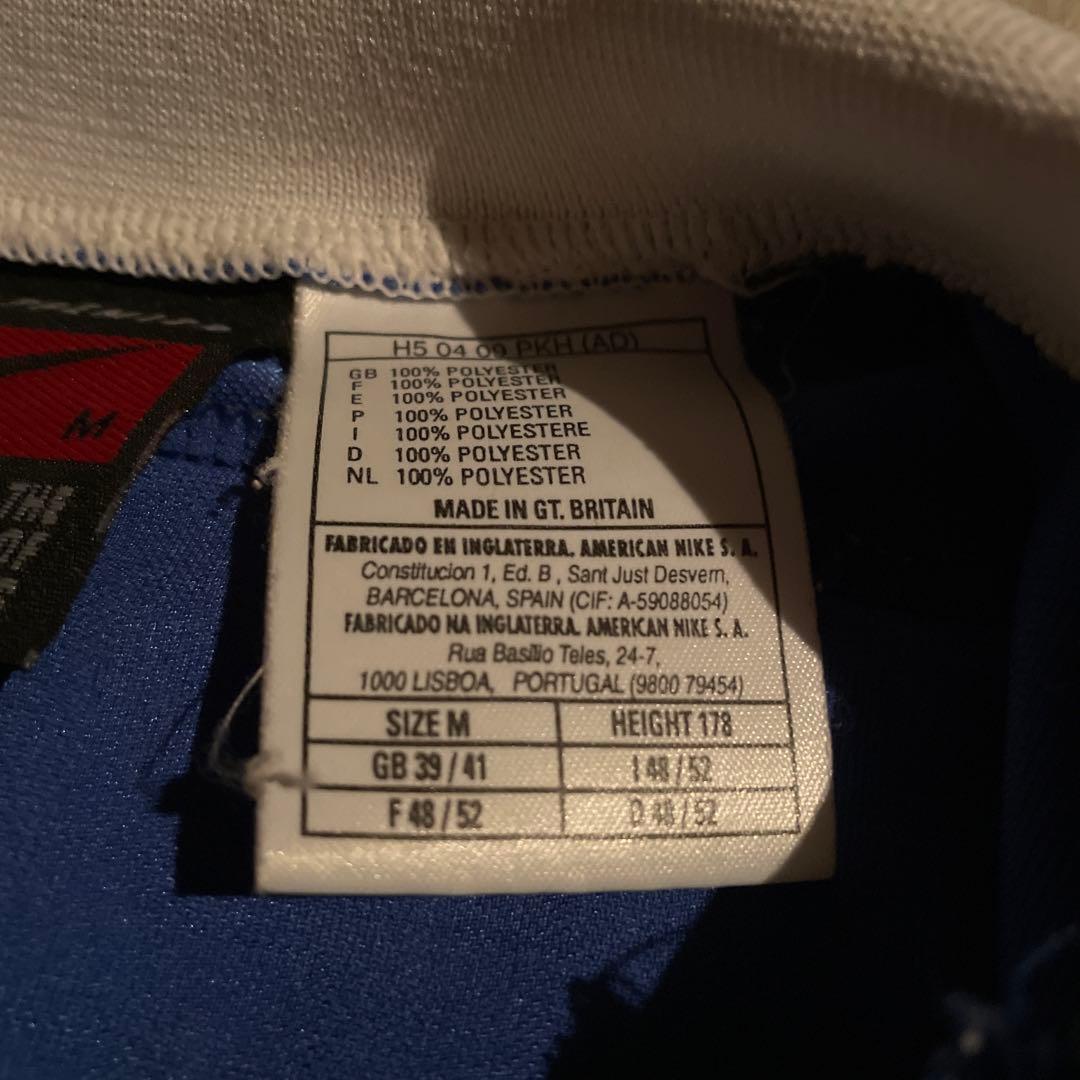 M
THE
OF
H5 04 09 PKH (AD)
GB 100% POLYESTER
F 100% POLYESTER
E 100% POLYESTER
P 100% POLYESTER
I 100% POLYESTERE
D 100% POLYESTER
NL 100% POLYESTER
MADE IN GT. BRITAIN
FABRICADO EN INGLATERRA. AMERICAN NIKE S. A.
Constitucion 1, Ed. B , Sant Just Desvern,
BARCELONA, SPAIN (CIF: A-59088054)
FABRICADO NA INGLATERRA. AMERICAN NIKE S. A.
Rua Basílio Teles, 24-7,
1000 LISBOA, PORTUGAL (9800 79454)
SIZE M HEIGHT 178
GB 39 / 41 I 48 / 52
F 48 / 52 D 48 / 52